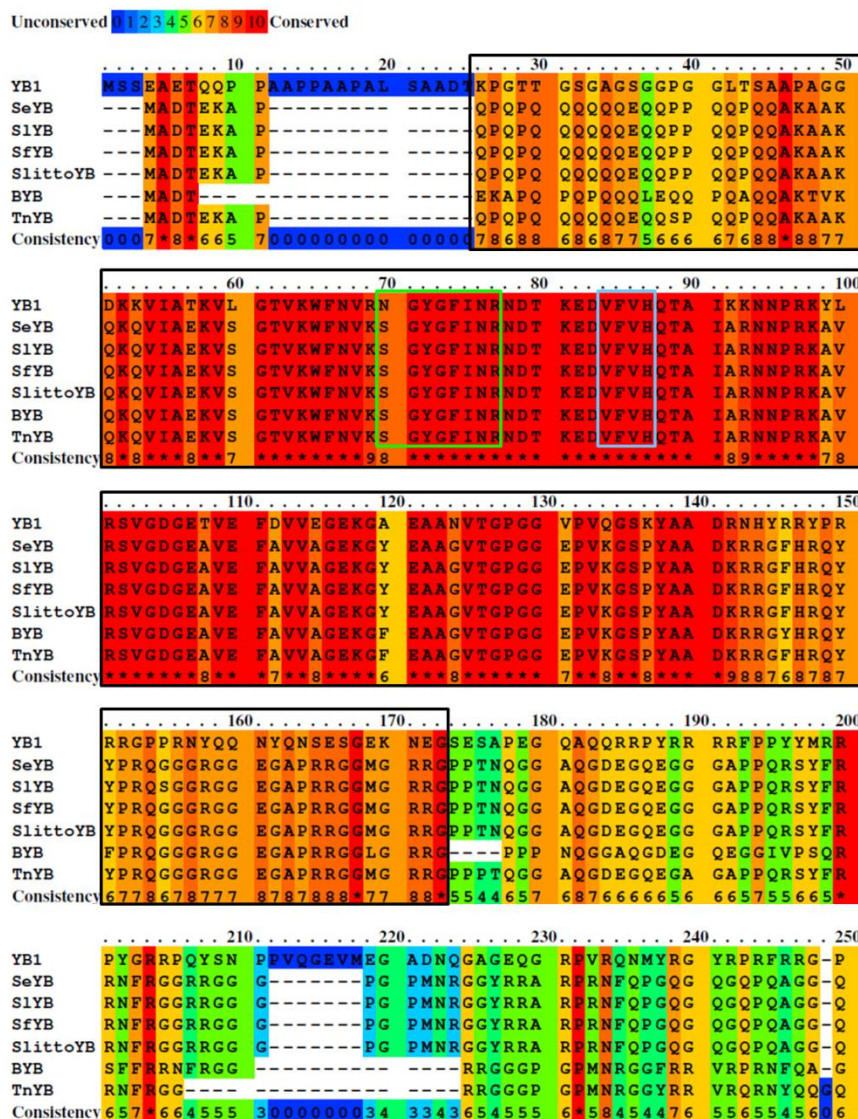 Unconserved 0 1 2 3 4 5 6 7 8 9 10 Conserved
.........10.........20.........30.........40.........50
YB1 MSSEAETQQP PAAPPAAPAL SAADTKPGTT GSGAGSGGPG GLTSAAPAGG
SeYB ---MADTEKA P--------- -----QPQPQ QQQQQEQQPP QQPQQAKAAK
SlYB ---MADTEKA P--------- -----QPQPQ QQQQQEQQPP QQPQQAKAAK
SfYB ---MADTEKA P--------- -----QPQPQ QQQQQEQQPP QQPQQAKAAK
SlittoYB ---MADTEKA P--------- -----QPQPQ QQQQQEQQPP QQPQQAKAAK
BYB ---MADT--- ---------- -----EKAPQ PQPQQQLEQQ PQAQQAKTVK
TnYB ---MADTEKA P--------- -----QPQPQ QQQQQEQQSP QQPQQAKAAK
Consistency 0007*8*665 7000000000 0000078688 6868775666 67688*8877
.........60.........70.........80.........90.........100
YB1 DKKVIATKVL GTVKWFNVRN GYGFINRNDT KEDVFVHQTA IKKNNPRKYL
SeYB QKQVIAEKVS GTVKWFNVKS GYGFINRNDT KEDVFVHQTA IARNNPRKAV
SlYB QKQVIAEKVS GTVKWFNVKS GYGFINRNDT KEDVFVHQTA IARNNPRKAV
SfYB QKQVIAEKVS GTVKWFNVKS GYGFINRNDT KEDVFVHQTA IARNNPRKAV
SlittoYB QKQVIAEKVS GTVKWFNVKS GYGFINRNDT KEDVFVHQTA IARNNPRKAV
BYB QKQVIAEKVS GTVKWFNVKS GYGFINRNDT KEDVFVHQTA IARNNPRKAV
TnYB QKQVIAEKVS GTVKWFNVKS GYGFINRNDT KEDVFVHQTA IARNNPRKAV
Consistency 8*8***8**7 ********98 ********** ********** *89*****78
.........110.........120.........130.........140.........150
YB1 RSVGDGETVE FDVVEGEKGA EAANVTGPGG VPVQGSKYAA DRNHYRRYPR
SeYB RSVGDGEAVE FAVVAGEKGY EAAGVTGPGG EPVKGSPYAA DKRRGFHRQY
SlYB RSVGDGEAVE FAVVAGEKGY EAAGVTGPGG EPVKGSPYAA DKRRGFHRQY
SfYB RSVGDGEAVE FAVVAGEKGY EAAGVTGPGG EPVKGSPYAA DKRRGFHRQY
SlittoYB RSVGDGEAVE FAVVAGEKGY EAAGVTGPGG EPVKGSPYAA DKRRGFHRQY
BYB RSVGDGEAVE FAVVAGEKGF EAAGVTGPGG EPVKGSPYAA DKRRGYHRQY
TnYB RSVGDGEAVE FAVVAGEKGF EAAGVTGPGG EPVKGSPYAA DKRRGFHRQY
Consistency *******8** *7**8****6 ***8****** 7**8**8*** *988768787
.........160.........170.........180.........190.........200
YB1 RRGPPRNYQQ NYQNSESGEK NEGSESAPEG QAQQRRPYRR RRFPPYYMRR
SeYB YPRQGGGRGG EGAPRRGGMG RRGPPTNQGG AQGDEGQEGG GAPPQRSYFR
SlYB YPRQSGGRGG EGAPRRGGMG RRGPPTNQGG AQGDEGQEGG GAPPQRSYFR
SfYB YPRQGGGRGG EGAPRRGGMG RRGPPTNQGG AQGDEGQEGG GAPPQRSYFR
SlittoYB YPRQGGGRGG EGAPRRGGMG RRGPPTNQGG AQGDEGQEGG GAPPQRSYFR
BYB FPRQGGGRGG EGAPRRGGLG RRG----PPP NQGGAQGDEG QEGGIVPSQR
TnYB YPRQGGGRGG EGAPRRGGMG RRGPPPTQGG AQGDEGQEGG GAPPQRSYFR
Consistency 6778678777 8787888*77 88*5544657 6876666656 665755665*
.........210.........220.........230.........240.........250
YB1 PYGRRPQYSN PPVQGEVMEG ADNQGAGEQG RPVRQNMYRG YRPRFRRG-P
SeYB RNFRGGRRGG G-------PG PMNRGGYRRA RPRNFQPGQG QGQPQAGG-Q
SlYB RNFRGGRRGG G-------PG PMNRGGYRRA RPRNFQPGQG QGQPQAGG-Q
SfYB RNFRGGRRGG G-------PG PMNRGGYRRA RPRNFQPGQG QGQPQAGG-Q
SlittoYB RNFRGGRRGG G-------PG PMNRGGYRRA RPRNFQPGQG QGQPQAGG-Q
BYB SFFRRNFRGG ---------- ----RRGGGP GPMNRGGFRR VRPRNFQA-G
TnYB RNFRGG---- ---------- ----RRGGGP GPMNRGGYRR VRQRNYQQGQ
Consistency 657*664555 3000000034 3343654555 6*58454476 6455655606